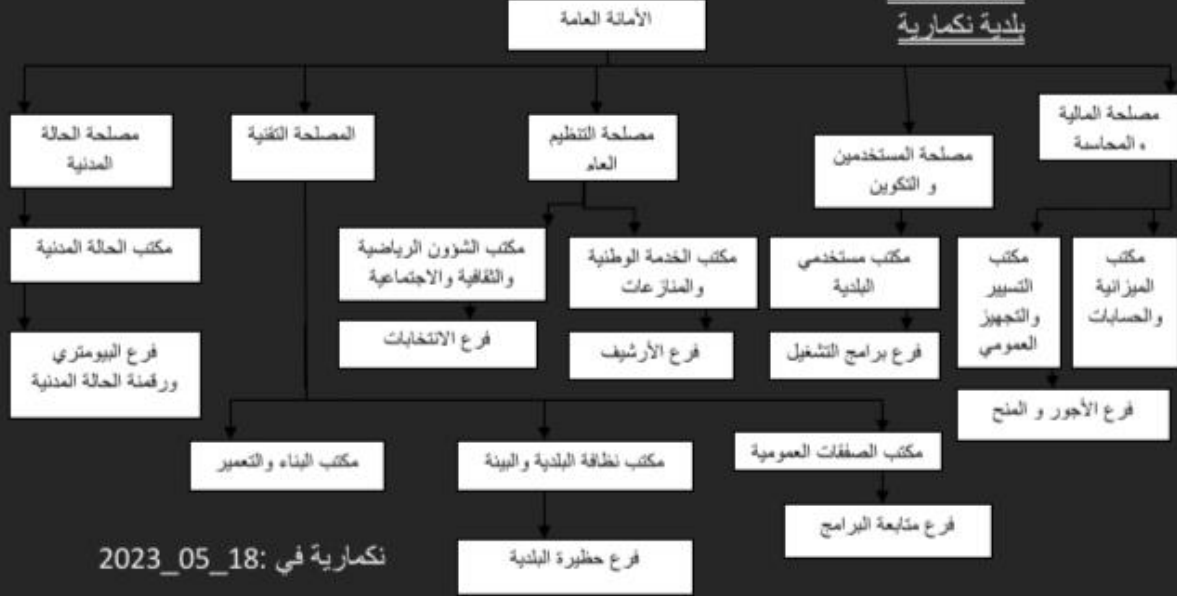 بلدية نكمارية
الأمانة العامة
مصلحة المالية
و المحاسبة
مصلحة المستخدمين
و التكوين
مصلحة التنظيم
العام
المصلحة التقنية
مصلحة الحالة
المدنية
مكتب
الميزانية
والحسابات
مكتب
التسيير
والتجهيز
العمومي
مكتب مستخدمي
البلدية
مكتب الخدمة الوطنية
والمنازعات
مكتب الشؤون الرياضية
والثقافية والاجتماعية
مكتب الحالة المدنية
فرع الأجور و المنح
فرع برامج التشغيل
فرع الأرشيف
فرع الانتخابات
فرع البيومتري
ورقمنة الحالة المدنية
مكتب الصفقات العمومية
مكتب نظافة البلدية والبيئة
مكتب البناء والتعمير
فرع متابعة البرامج
فرع حظيرة البلدية
نكمارية في :18_05_2023